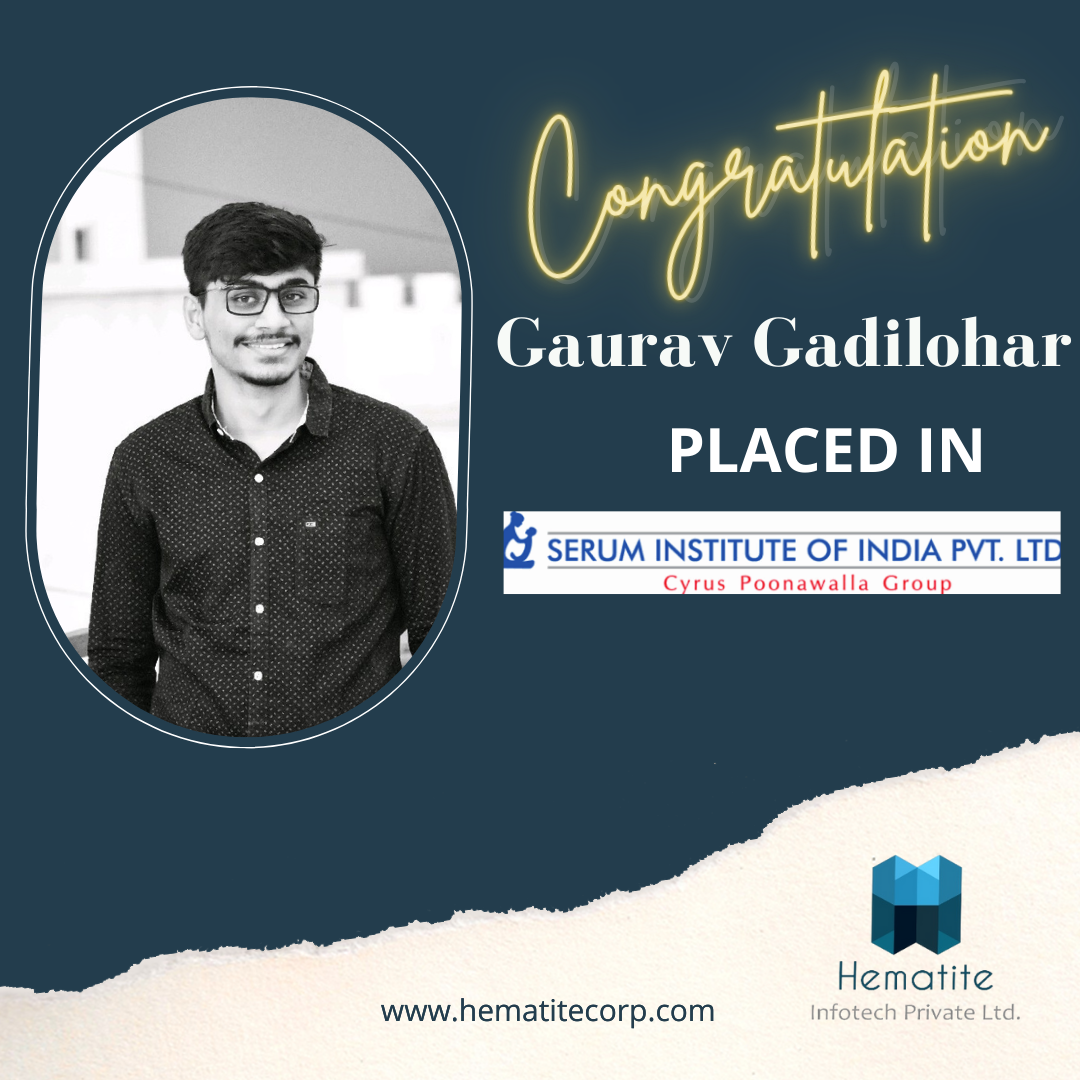 Congratulation
Gaurav Gadilohar
PLACED IN
SERUM INSTITUTE OF INDIA PVT. LTD
Cyrus Poonawalla Group
Hematite
Infotech Private Ltd.
www.hematitecorp.com